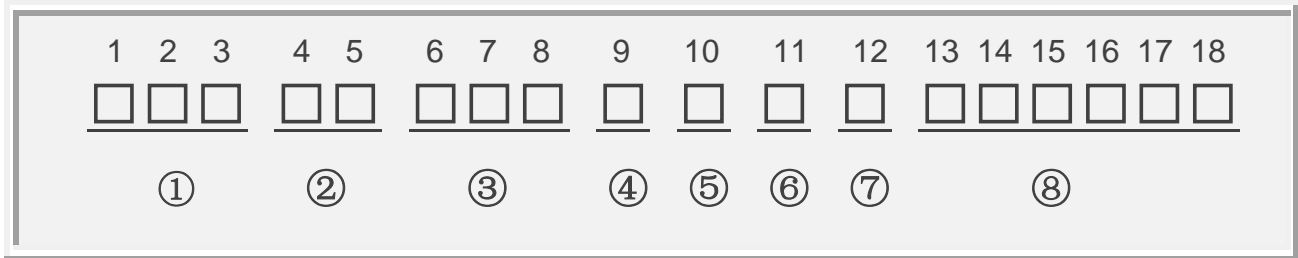 1 2 3 4 5 6 7 8 9 10 11 12 13 14 15 16 17 18
□□□ □□ □□□ □ □ □ □ □□□□□□
① ② ③ ④ ⑤ ⑥ ⑦ ⑧